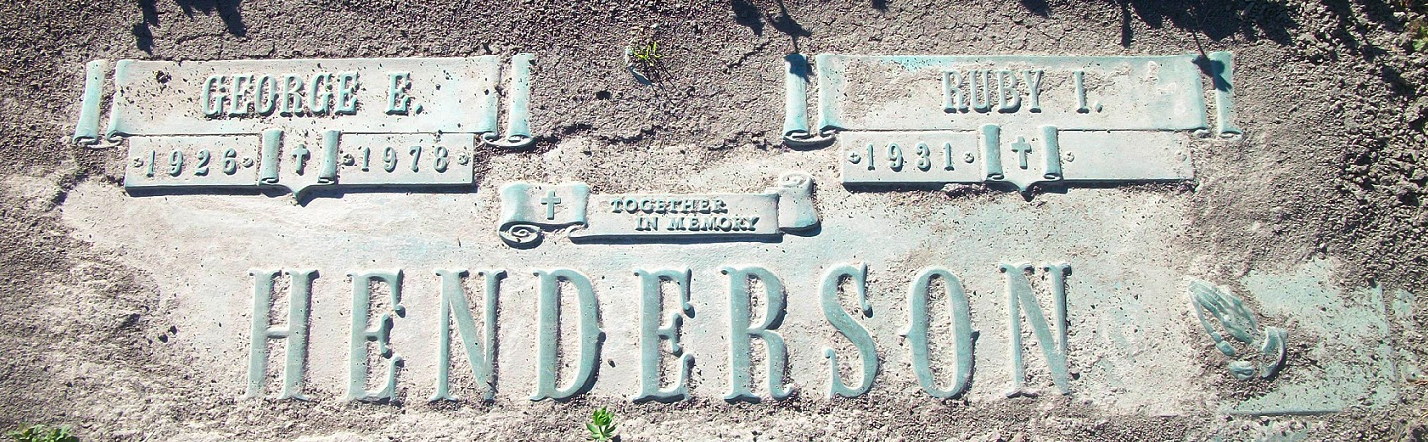 GEORGE E.
1926 1978
RUBY I.
1931
TOGETHER
IN MEMORY
HENDERSON